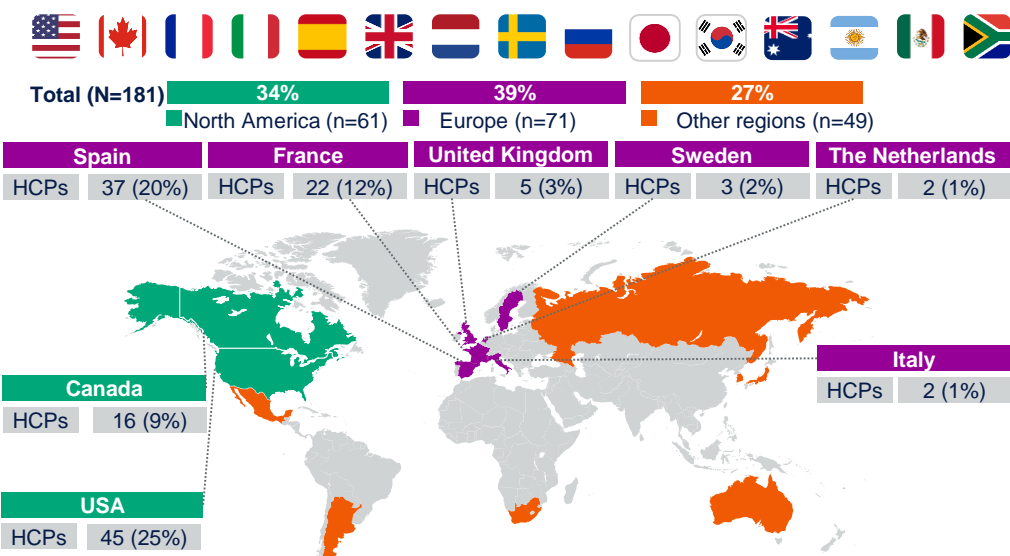 Total (N=181) 34% 39% 27%
North America (n=61) Europe (n=71) Other regions (n=49)
Spain France United Kingdom Sweden The Netherlands
HCPs 37 (20%) HCPs 22 (12%) HCPs 5 (3%) HCPs 3 (2%) HCPs 2 (1%)
Italy
HCPs 2 (1%)
Canada
HCPs 16 (9%)
USA
HCPs 45 (25%)